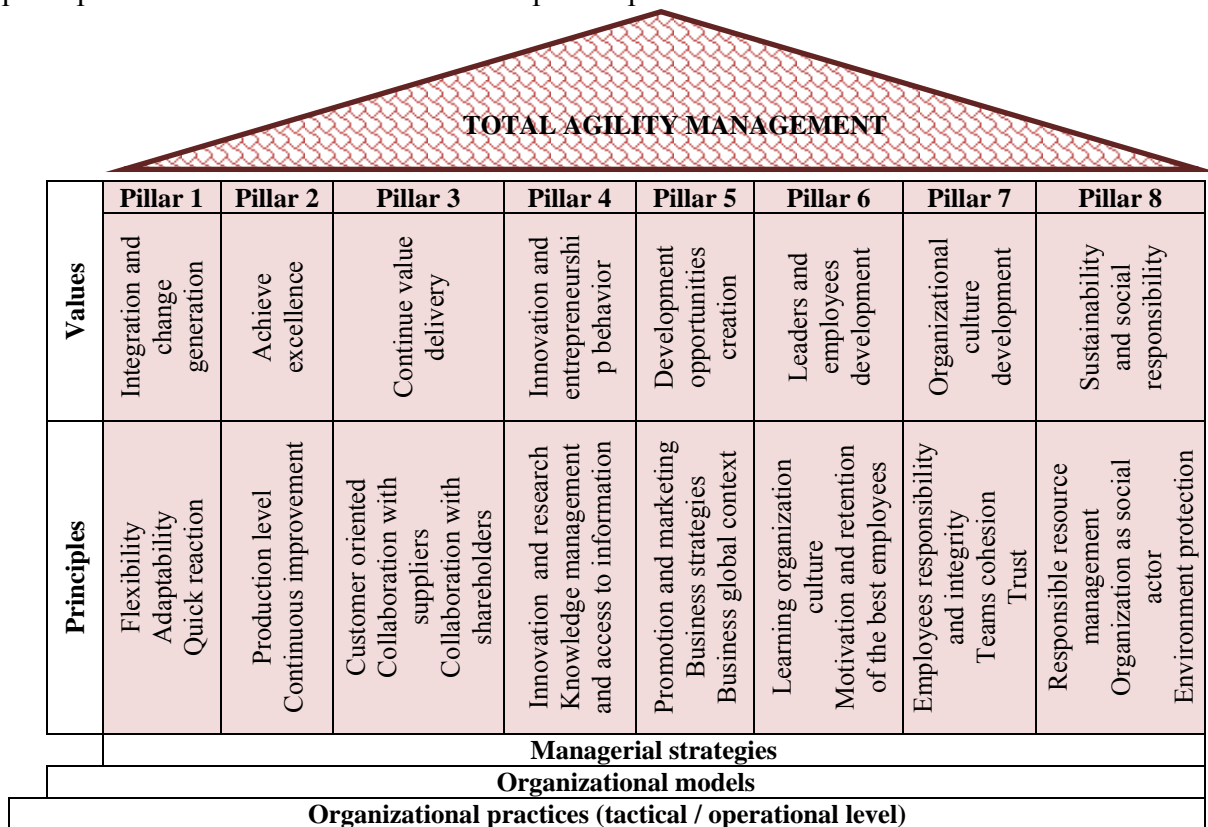 TOTAL AGILITY MANAGEMENT
Pillar 1
Pillar 2
Pillar 3
Pillar 4
Pillar 5
Pillar 6
Pillar 7
Pillar 8
Values
Integration and
change
generation
Achieve
excellence
Continue value
delivery
Innovation and
entrepreneurshi
p behavior
Development
opportunities
creation
Leaders and
employees
development
Organizational
culture
development
Sustainability
and social
responsibility
Principles
Flexibility
Adaptability
Quick reaction
Production level
Continuous improvement
Customer oriented
Collaboration with
suppliers
Collaboration with
shareholders
Innovation and research
Knowledge management
and access to information
Promotion and marketing
Business strategies
Business global context
Learning organization
culture
Motivation and retention
of the best employees
Employees responsibility
and integrity
Teams cohesion
Trust
Responsible resource
management
Organization as social
actor
Environment protection
Managerial strategies
Organizational models
Organizational practices (tactical / operational level)